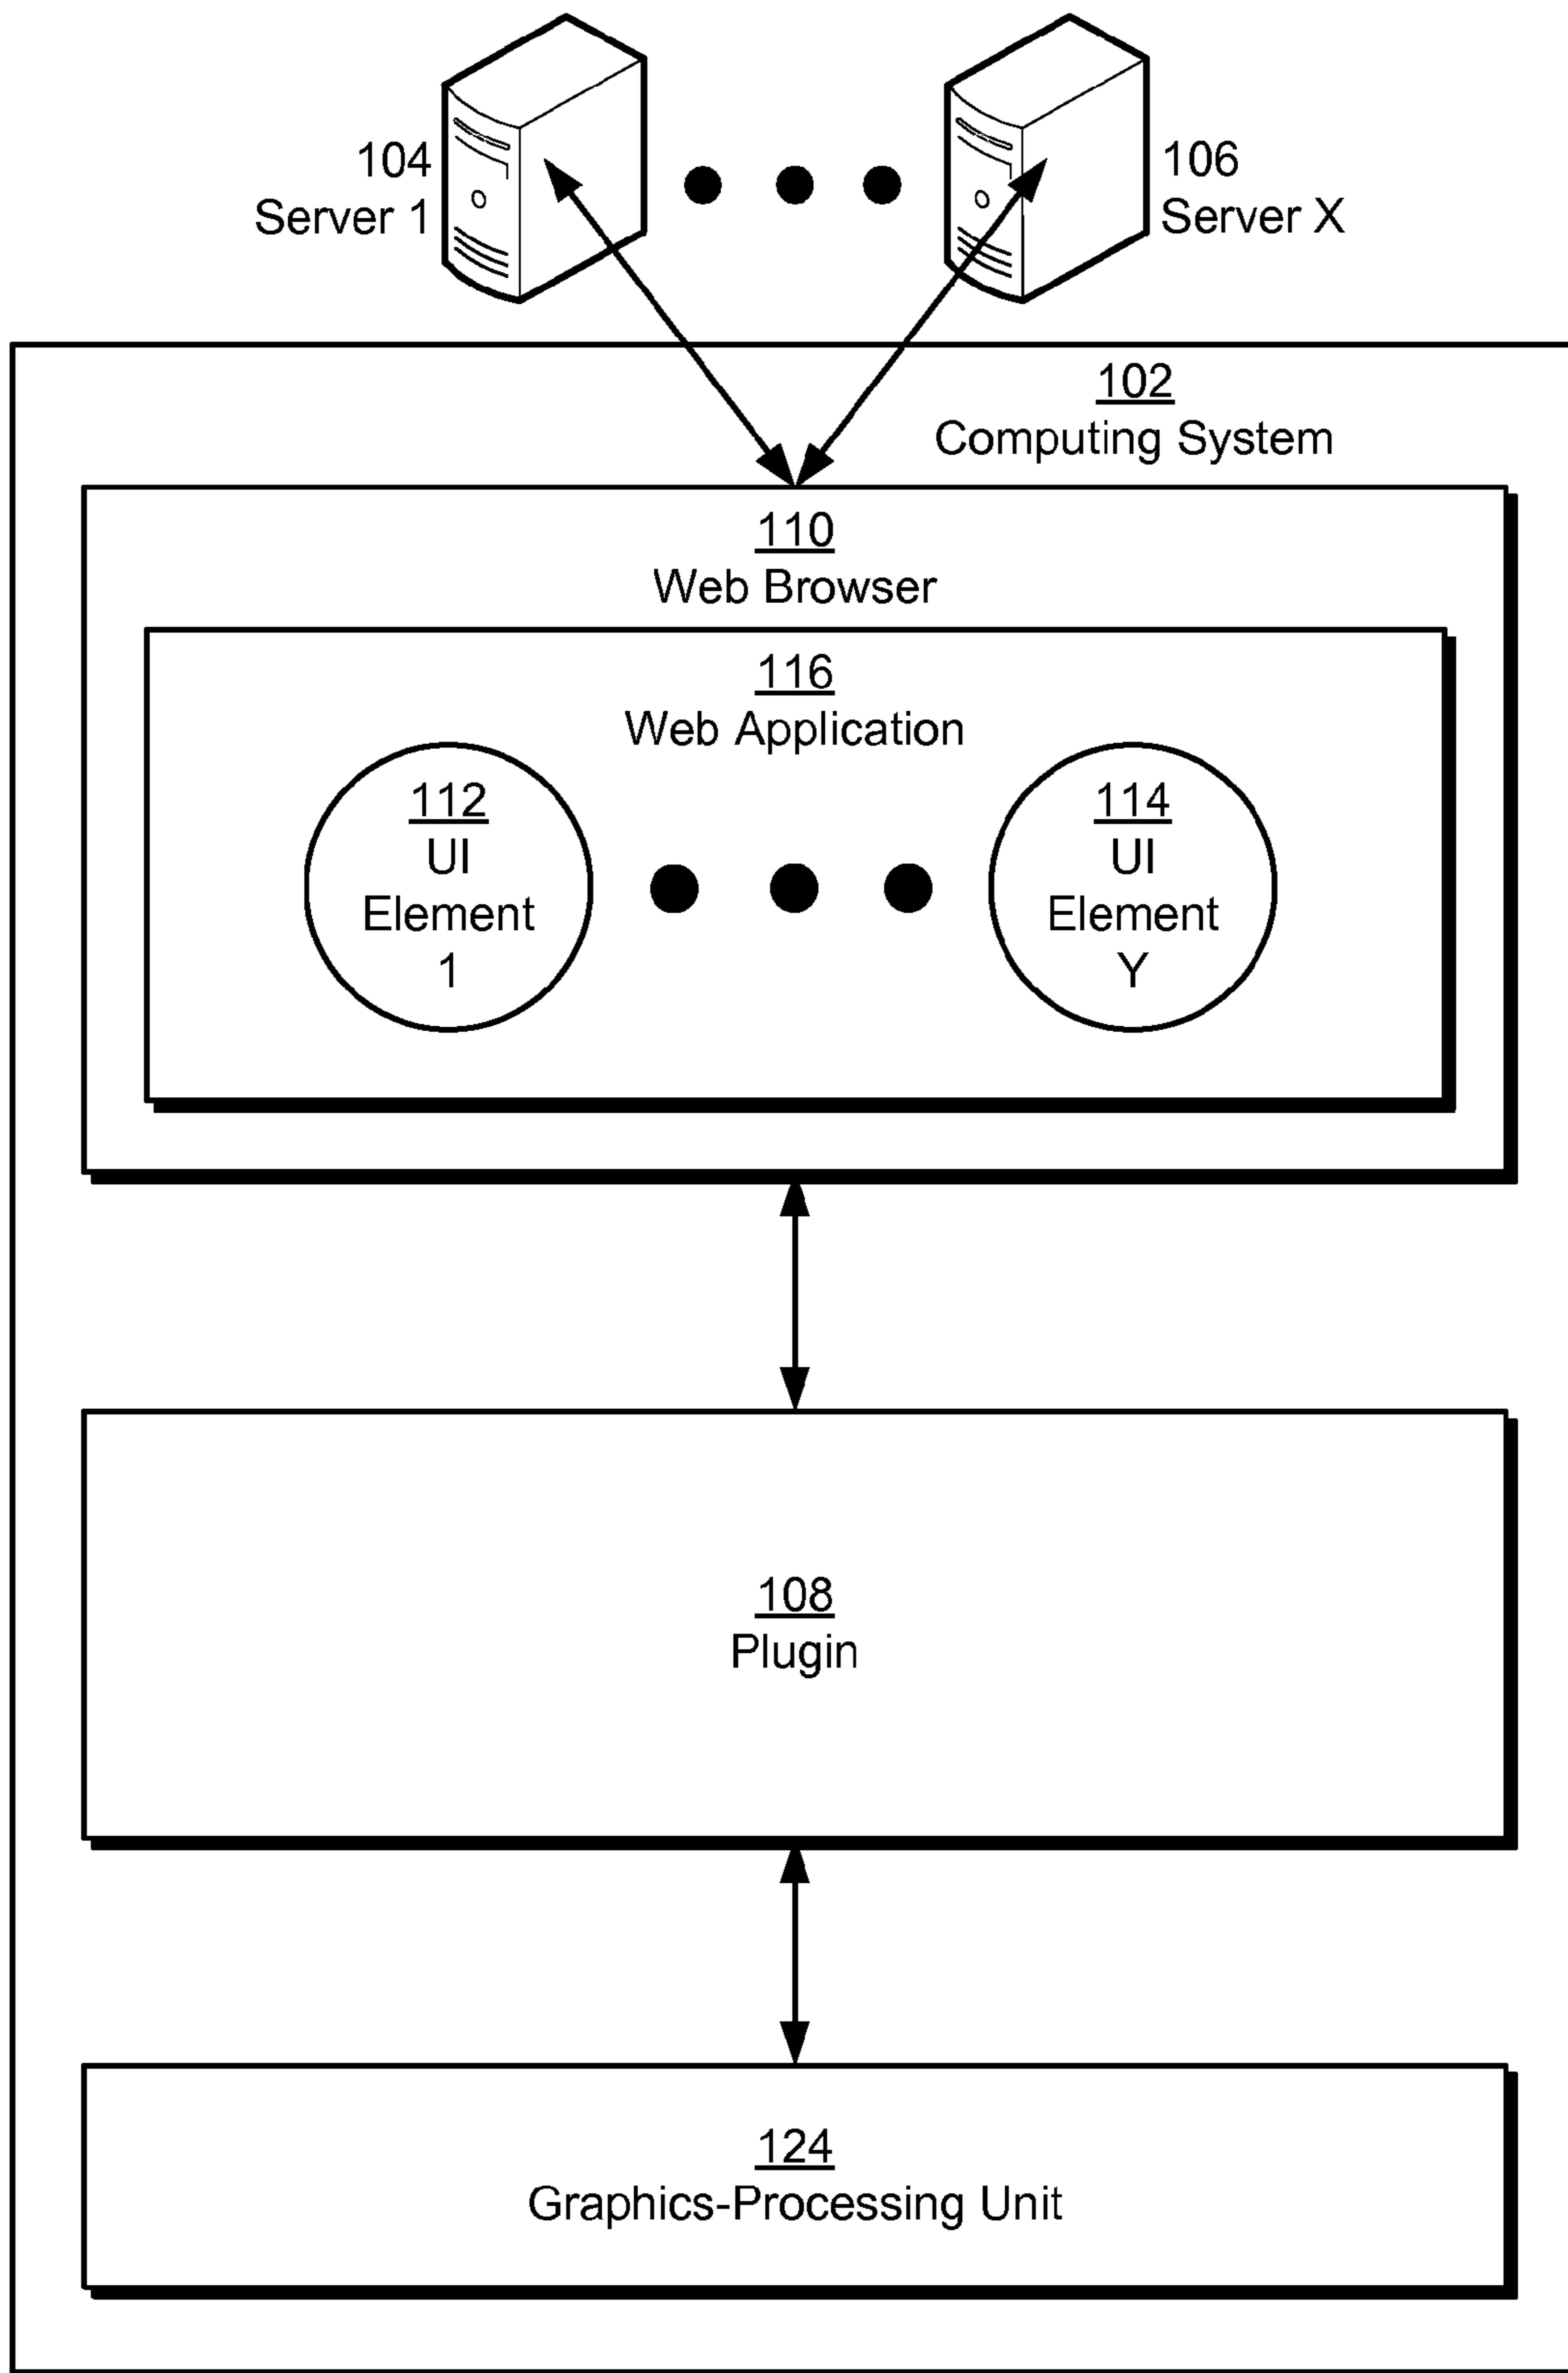 104
Server 1
106
Server X
102
Computing System
110
Web Browser
116
Web Application
112
UI
Element
1
114
UI
Element
Y
108
Plugin
124
Graphics-Processing Unit